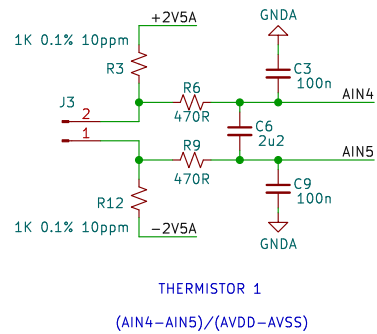 +2V5A
GNDA
1K 0.1% 10ppm
R3
C3
100n
R6
470R
AIN4
J3
2
1
C6
2u2
R9
470R
AIN5
R12
C9
100n
1K 0.1% 10ppm
-2V5A
GNDA
THERMISTOR 1
(AIN4-AIN5)/(AVDD-AVSS)